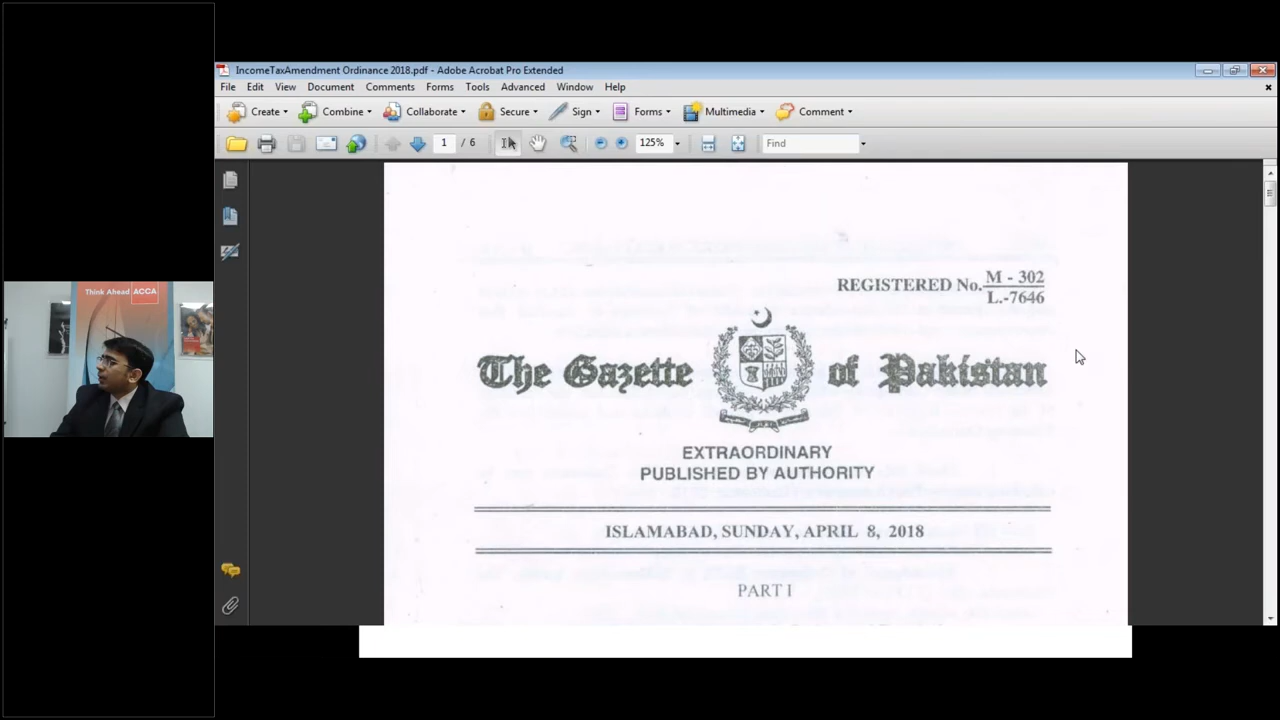 IncomeTaxAmendment Ordinance 2018.pdf - Adobe Acrobat Pro Extended
File Edit View Document Comments Forms Tools Advanced Window Help
Create Combine Collaborate Secure Sign Forms Multimedia Comment
1 / 6 125% Find
Think Ahead ACCA
REGISTERED No. M - 302
L.-7646
The Gazette of Pakistan
EXTRAORDINARY
PUBLISHED BY AUTHORITY
ISLAMABAD, SUNDAY, APRIL 8, 2018
PART I